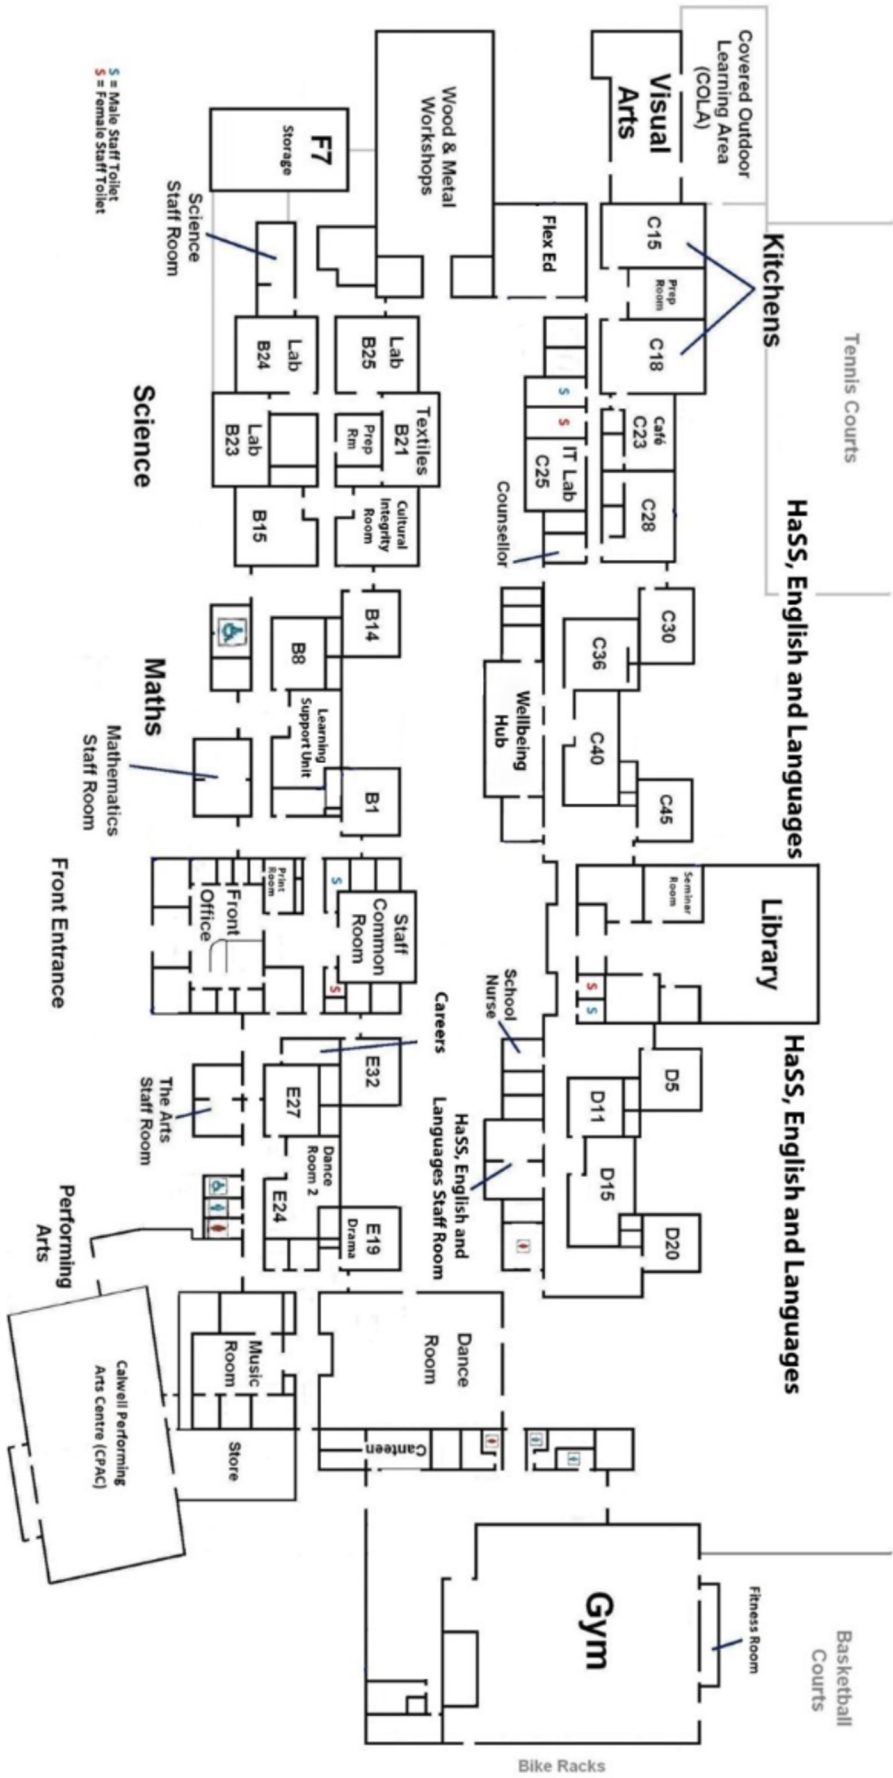 Covered Outdoor
Learning Area
(COLA)
Visual
Arts
Wood & Metal
Workshops
F7
Storage
S = Male Staff Toilet
S = Female Staff Toilet
Science
Staff Room
Flex Ed
C15
Prep
Room
C18
Kitchens
Tennis Courts
Lab
B24
Lab
B25
S
S
Café
C23
C28
IT Lab
C25
Counsellor
Textiles
B21
Prep
Rm
Lab
B23
Science
Cultural
Integrity
Room
B15
HaSS, English and Languages
C30
C36
C40
C45
Wellbeing
Hub
B14
B8
Learning
Support Unit
B1
Maths
Mathematics
Staff Room
Library
Seminar
Room
S
S
Staff
Common
Room
S
S
Print
Room
Front
Office
Front Entrance
School
Nurse
Careers
HaSS, English and Languages
D5
D11
D15
D20
HaSS, English and
Languages Staff Room
E32
E27
Dance
Room 2
E24
E19
Drama
The Arts
Staff Room
Performing
Arts
Dance
Room
Music
Room
Canteen
Store
Calwell Performing
Arts Centre (CPAC)
Gym
Fitness Room
Basketball
Courts
Bike Racks